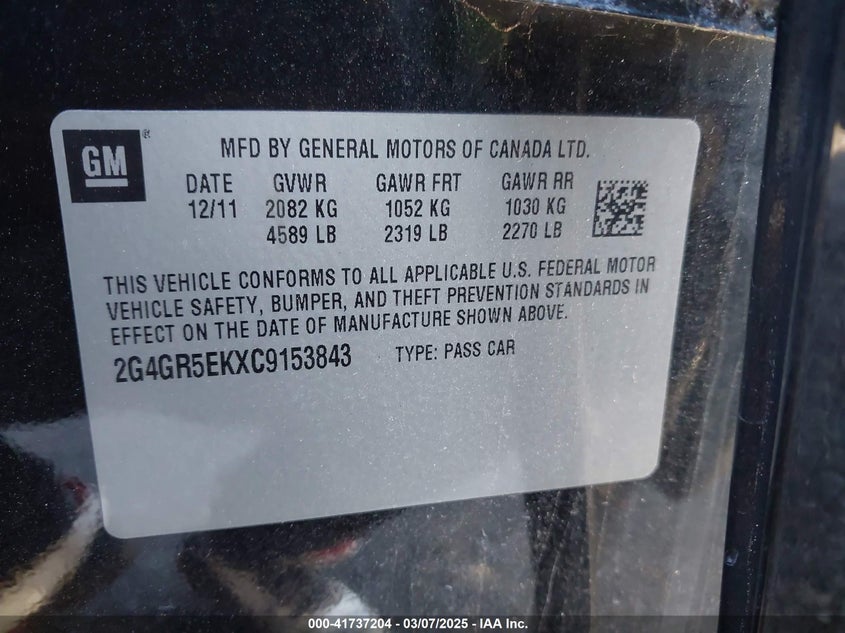 GM ®
MFD BY GENERAL MOTORS OF CANADA LTD.
DATE GVWR GAWR FRT GAWR RR
12/11 2082 KG 1052 KG 1030 KG
4589 LB 2319 LB 2270 LB
THIS VEHICLE CONFORMS TO ALL APPLICABLE U.S. FEDERAL MOTOR
VEHICLE SAFETY, BUMPER, AND THEFT PREVENTION STANDARDS IN
EFFECT ON THE DATE OF MANUFACTURE SHOWN ABOVE.
2G4GR5EKXC9153843 TYPE: PASS CAR
000-41737204 - 03/07/2025 - IAA Inc.